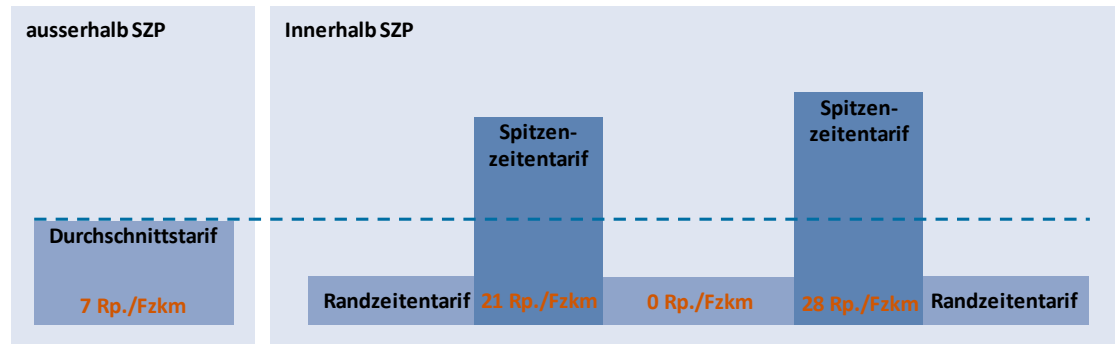 ausserhalb SZP
Innerhalb SZP
Spitzen-
zeitentarif
Spitzen-
zeitentarif
Durchschnittstarif
7 Rp./Fzkm
Randzeitentarif
21 Rp./Fzkm
0 Rp./Fzkm
28 Rp./Fzkm
Randzeitentarif